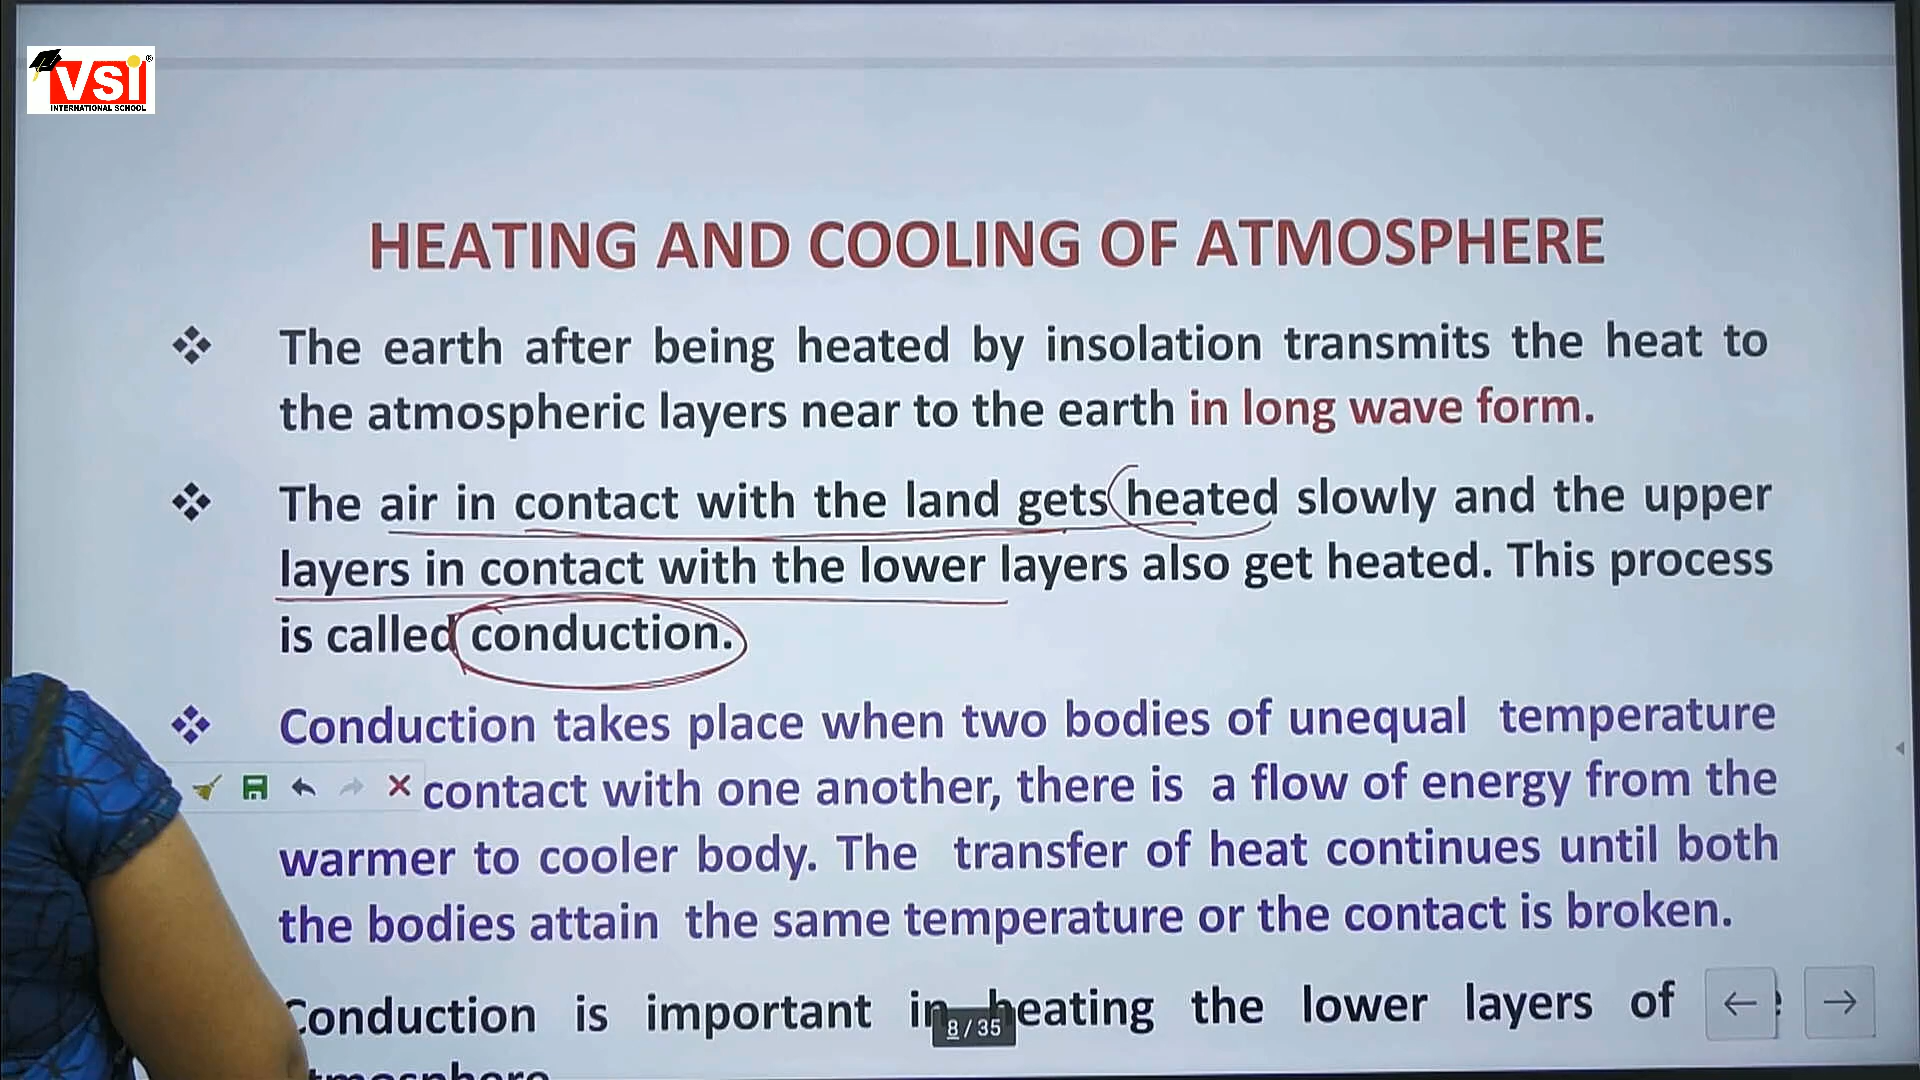 VSI
INTERNATIONAL SCHOOL
HEATING AND COOLING OF ATMOSPHERE
The earth after being heated by insolation transmits the heat to
the atmospheric layers near to the earth in long wave form.
The air in contact with the land gets heated slowly and the upper
layers in contact with the lower layers also get heated. This process
is called conduction.
Conduction takes place when two bodies of unequal temperature
contact with one another, there is a flow of energy from the
warmer to cooler body. The transfer of heat continues until both
the bodies attain the same temperature or the contact is broken.
Conduction is important in heating the lower layers of
8 / 35